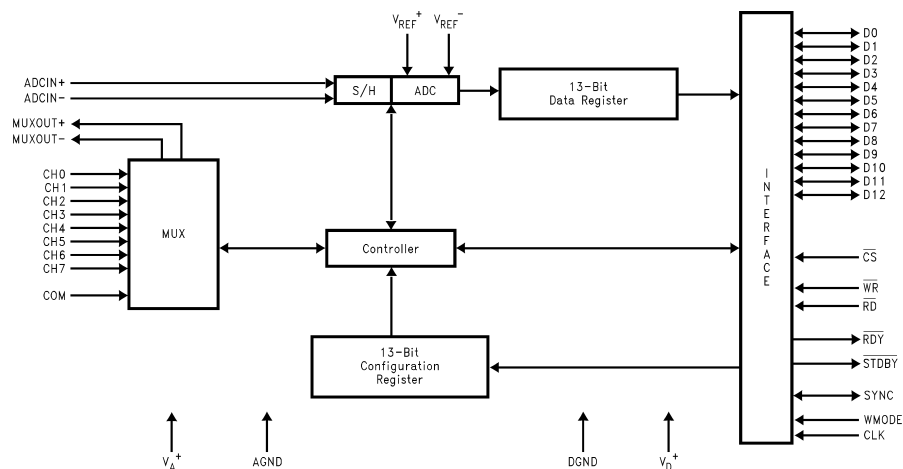 VREF+ VREF-
ADCIN+
ADCIN-
S/H ADC
13-Bit
Data Register
MUXOUT+
MUXOUT-
CH0
CH1
CH2
CH3
CH4
CH5
CH6
CH7
COM
MUX
Controller
13-Bit
Configuration
Register
INTERFACE
D0
D1
D2
D3
D4
D5
D6
D7
D8
D9
D10
D11
D12
CS
WR
RD
RDY
STDBY
SYNC
WMODE
CLK
VA+ AGND DGND VD+